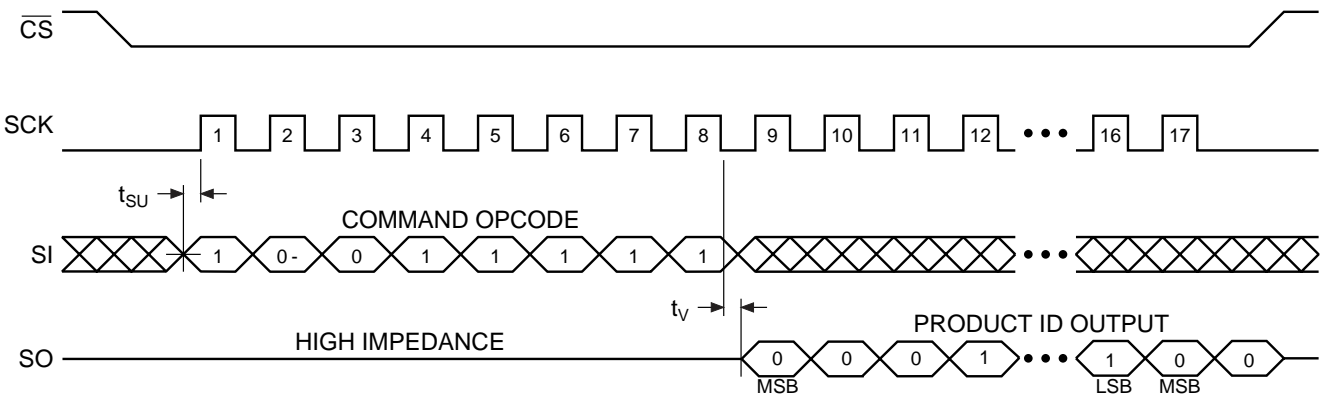 CS
SCK
1 2 3 4 5 6 7 8 9 10 11 12 ••• 16 17
tSU
COMMAND OPCODE
SI
1 0- 0 1 1 1 1 1 •••
tV
HIGH IMPEDANCE
PRODUCT ID OUTPUT
SO
0 0 0 1 ••• 1 0 0
MSB LSB MSB